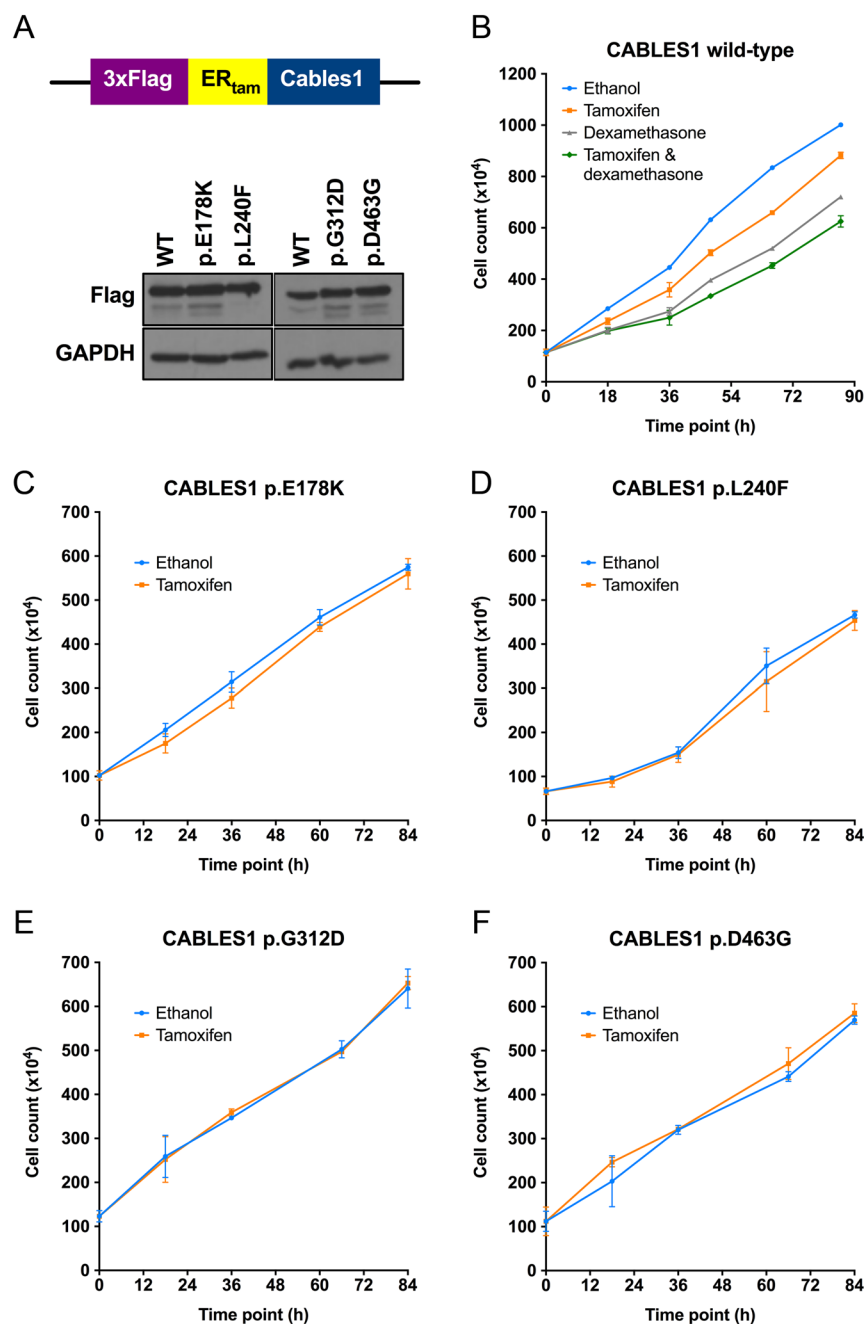 A
3xFlag ERtam Cables1
WT p.E178K p.L240F WT p.G312D p.D463G
Flag
GAPDH
B
CABLES1 wild-type
Ethanol
Tamoxifen
Dexamethasone
Tamoxifen &
dexamethasone
Cell count (x10⁴)
1200
1000
800
600
400
200
0
0 18 36 54 72 90
Time point (h)
C
CABLES1 p.E178K
Ethanol
Tamoxifen
Cell count (x10⁴)
700
600
500
400
300
200
100
0
0 12 24 36 48 60 72 84
Time point (h)
D
CABLES1 p.L240F
Ethanol
Tamoxifen
Cell count (x10⁴)
700
600
500
400
300
200
100
0
0 12 24 36 48 60 72 84
Time point (h)
E
CABLES1 p.G312D
Ethanol
Tamoxifen
Cell count (x10⁴)
700
600
500
400
300
200
100
0
0 12 24 36 48 60 72 84
Time point (h)
F
CABLES1 p.D463G
Ethanol
Tamoxifen
Cell count (x10⁴)
700
600
500
400
300
200
100
0
0 12 24 36 48 60 72 84
Time point (h)